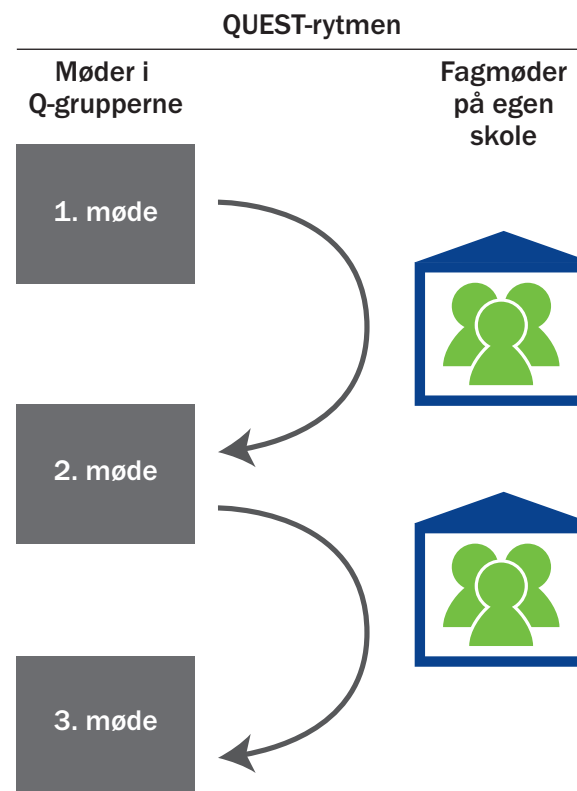 QUEST-rytmen
Møder i
Q-grupperne
Fagmøder
på egen
skole
1. møde
2. møde
3. møde